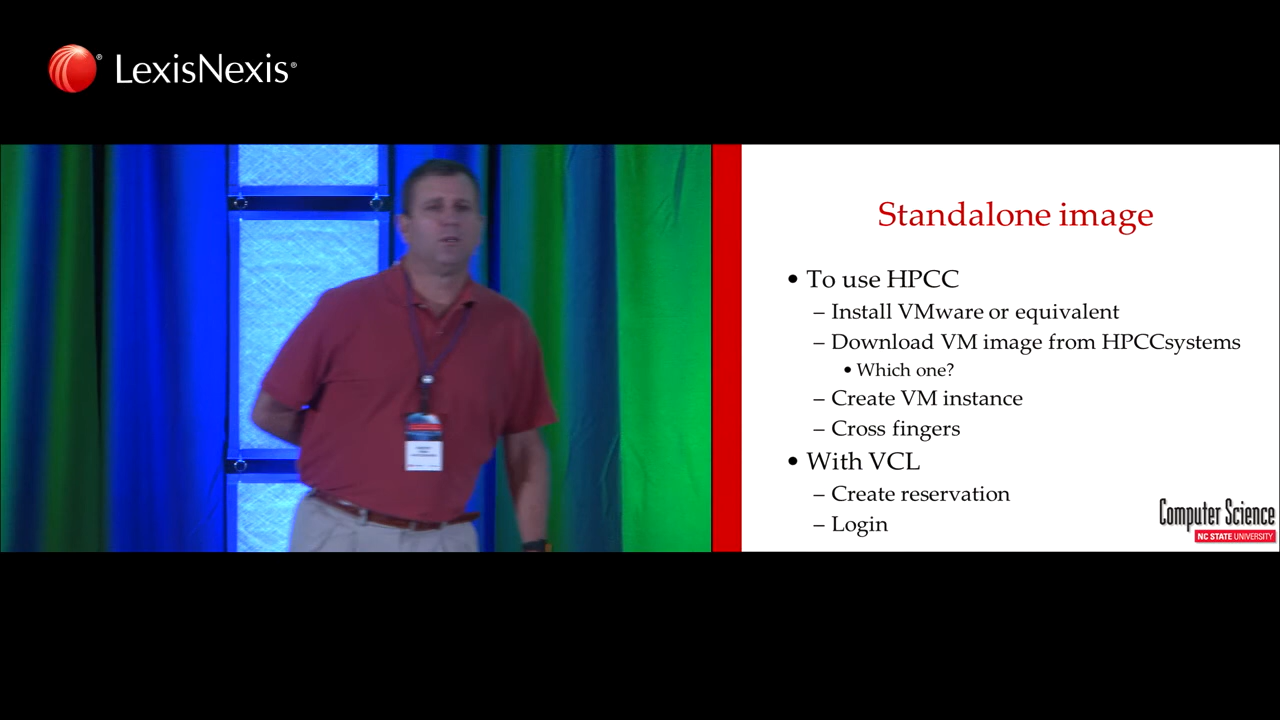 LexisNexis®
Standalone image
• To use HPCC
– Install VMware or equivalent
– Download VM image from HPCCsystems
• Which one?
– Create VM instance
– Cross fingers
• With VCL
– Create reservation
– Login
Computer Science
NC STATE UNIVERSITY